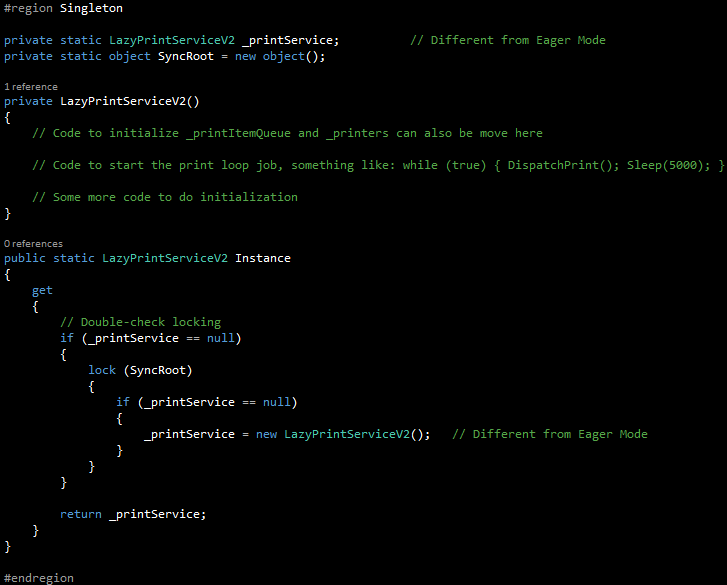 #region Singleton
private static LazyPrintServiceV2 _printService;          // Different from Eager Mode
private static object SyncRoot = new object();
1 reference
private LazyPrintServiceV2()
{
    // Code to initialize _printItemQueue and _printers can also be move here
    // Code to start the print loop job, something like: while (true) { DispatchPrint(); Sleep(5000); }
    // Some more code to do initialization
}
0 references
public static LazyPrintServiceV2 Instance
{
    get
    {
        // Double-check locking
        if (_printService == null)
        {
            lock (SyncRoot)
            {
                if (_printService == null)
                {
                    _printService = new LazyPrintServiceV2();   // Different from Eager Mode
                }
            }
        }
        return _printService;
    }
}
#endregion